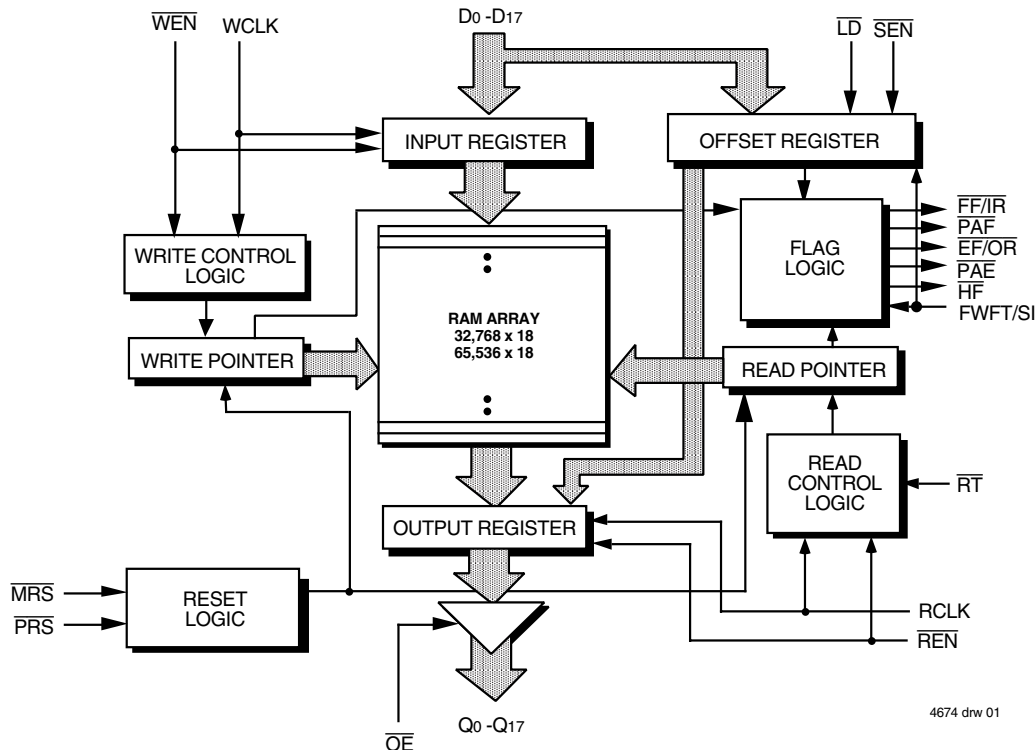 WEN WCLK D0 -D17 LD SEN
INPUT REGISTER
OFFSET REGISTER
WRITE CONTROL
LOGIC
FLAG
LOGIC
FF/IR
PAF
EF/OR
PAE
HF
FWFT/SI
RAM ARRAY
32,768 x 18
65,536 x 18
WRITE POINTER
READ POINTER
READ
CONTROL
LOGIC
RT
OUTPUT REGISTER
MRS
PRS
RESET
LOGIC
RCLK
REN
OE
Q0 -Q17
4674 drw 01